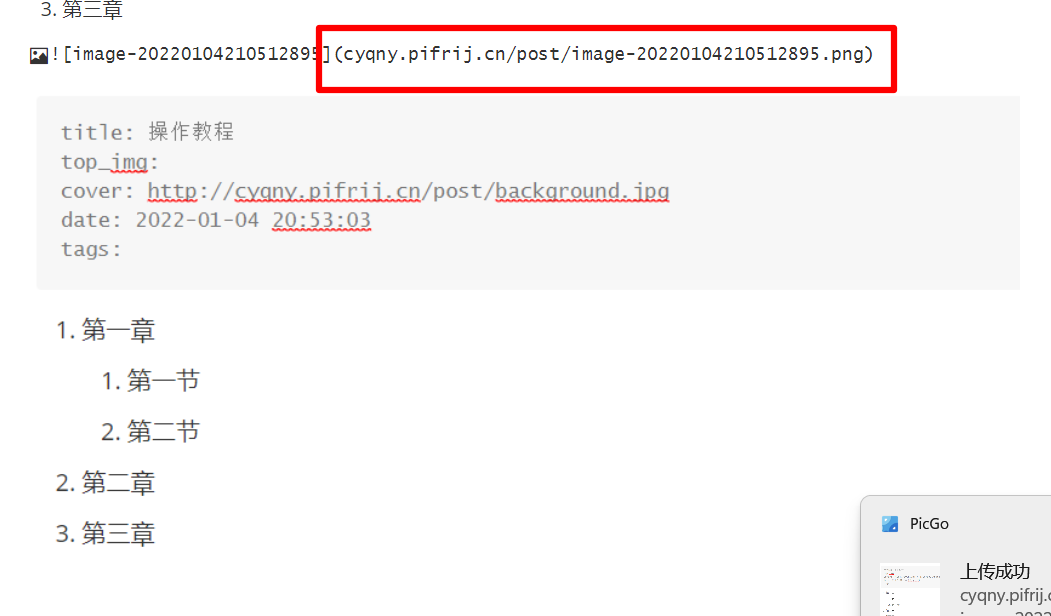 3. 第三章
![image-20220104210512895](cyqny.pifrij.cn/post/image-20220104210512895.png)
title: 操作教程
top_img:
cover: http://cyqny.pifrij.cn/post/background.jpg
date: 2022-01-04 20:53:03
tags:
1. 第一章
1. 第一节
2. 第二节
2. 第二章
3. 第三章
PicGo
上传成功
cyqny.pifrij.c